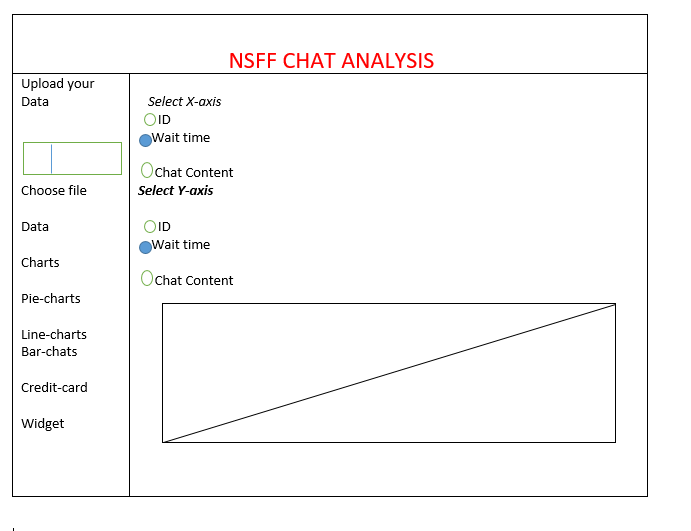 NSFF CHAT ANALYSIS
Upload your
Data
Choose file
Data
Charts
Pie-charts
Line-charts
Bar-chats
Credit-card
Widget
Select X-axis
ID
Wait time
Chat Content
Select Y-axis
ID
Wait time
Chat Content